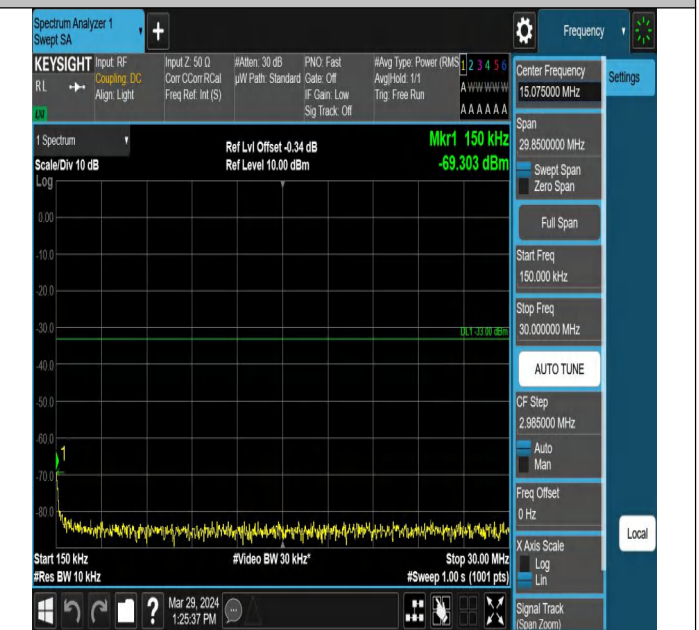 Spectrum Analyzer 1
Swept SA
+
Frequency
KEYSIGHT
RL
LXI
Input: RF
Coupling: DC
Align: Light
Input Z: 50 Ω
Corr CCorr RCal
Freq Ref: Int (S)
#Atten: 30 dB
µW Path: Standard
PNO: Fast
Gate: Off
IF Gain: Low
Sig Track: Off
#Avg Type: Power (RMS
Avg|Hold: 1/1
Trig: Free Run
1 2 3 4 5 6
A W W W W W
A A A A A A
1 Spectrum
Scale/Div 10 dB
Log
Ref Lvl Offset -0.34 dB
Ref Level 10.00 dBm
Mkr1 150 kHz
-69.303 dBm
0.00
-10.0
-20.0
-30.0
DL1 -33.00 dBm
-40.0
-50.0
-60.0
1
-70.0
-80.0
Start 150 kHz
#Video BW 30 kHz*
Stop 30.00 MHz
#Res BW 10 kHz
#Sweep 1.00 s (1001 pts)
Center Frequency
15.075000 MHz
Settings
Span
29.8500000 MHz
Swept Span
Zero Span
Full Span
Start Freq
150.000 kHz
Stop Freq
30.000000 MHz
AUTO TUNE
CF Step
2.985000 MHz
Auto
Man
Freq Offset
0 Hz
X Axis Scale
Log
Lin
Local
Signal Track
(Span Zoom)
?
Mar 29, 2024
1:25:37 PM